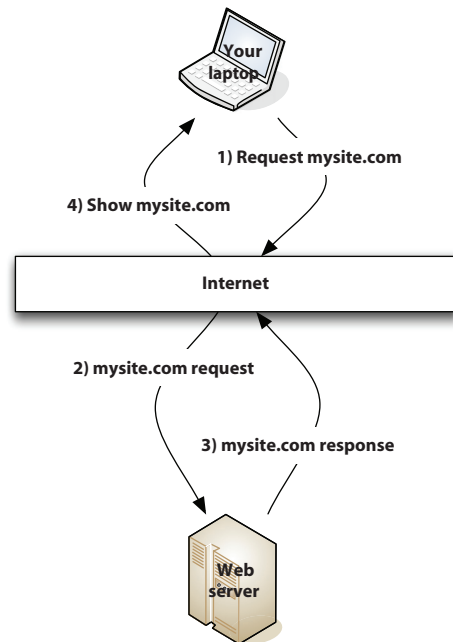 Your
laptop
1) Request mysite.com
4) Show mysite.com
Internet
2) mysite.com request
3) mysite.com response
Web
server